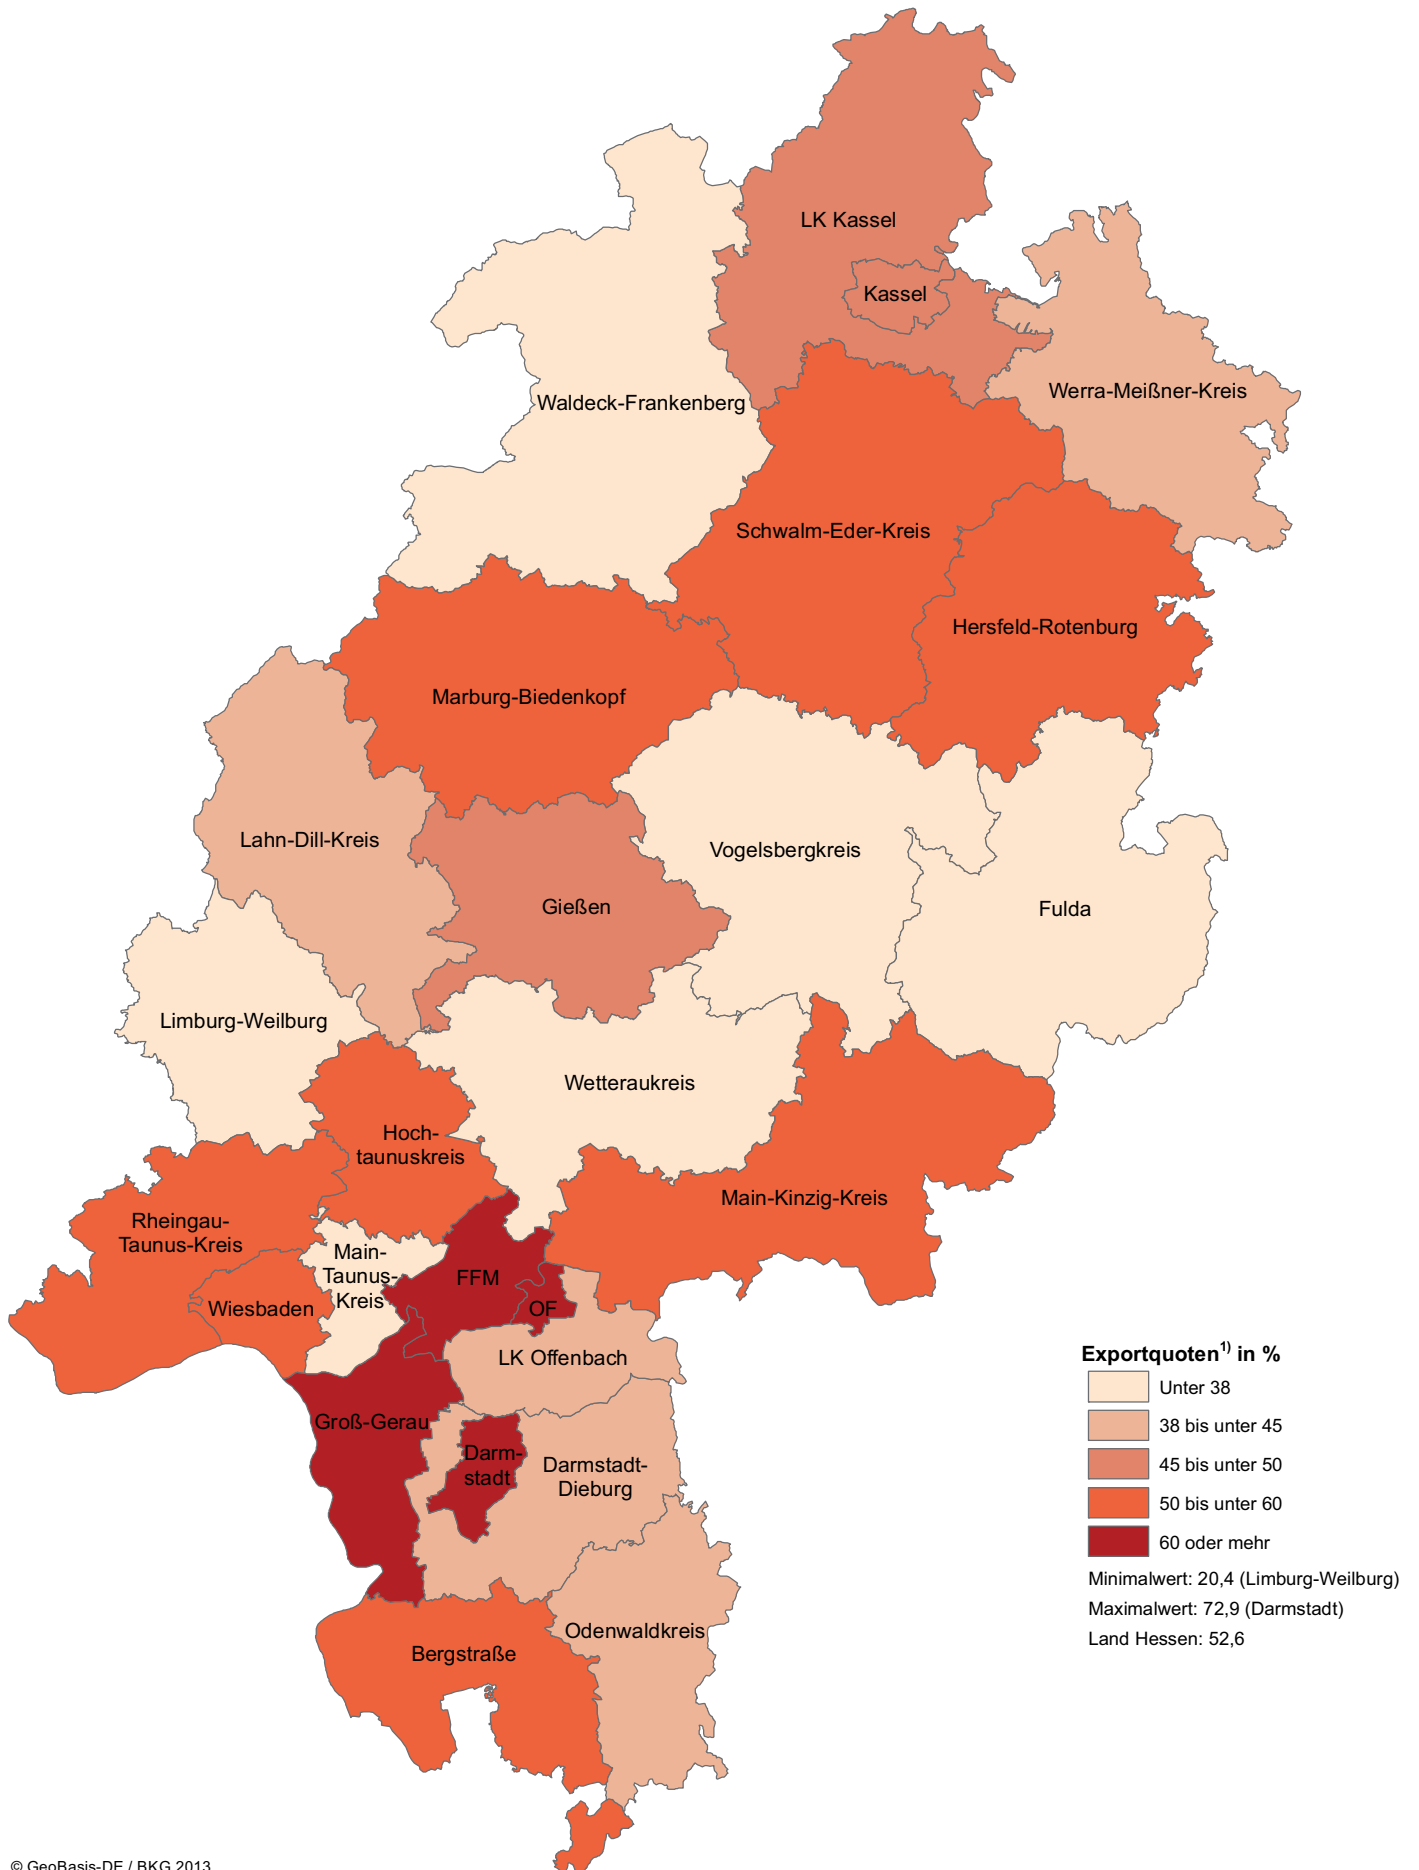 LK Kassel
Kassel
Werra-Meißner-Kreis
Waldeck-Frankenberg
Schwalm-Eder-Kreis
Hersfeld-Rotenburg
Marburg-Biedenkopf
Lahn-Dill-Kreis
Vogelsbergkreis
Gießen
Fulda
Limburg-Weilburg
Wetteraukreis
Hoch-
taunuskreis
Main-Kinzig-Kreis
Rheingau-
Taunus-Kreis
Main-
Taunus-
Kreis
FFM
OF
Wiesbaden
LK Offenbach
Groß-Gerau
Darm-
stadt
Darmstadt-
Dieburg
Odenwaldkreis
Bergstraße
Exportquoten¹⁾ in %
Unter 38
38 bis unter 45
45 bis unter 50
50 bis unter 60
60 oder mehr
Minimalwert: 20,4 (Limburg-Weilburg)
Maximalwert: 72,9 (Darmstadt)
Land Hessen: 52,6
© GeoBasis-DE / BKG 2013